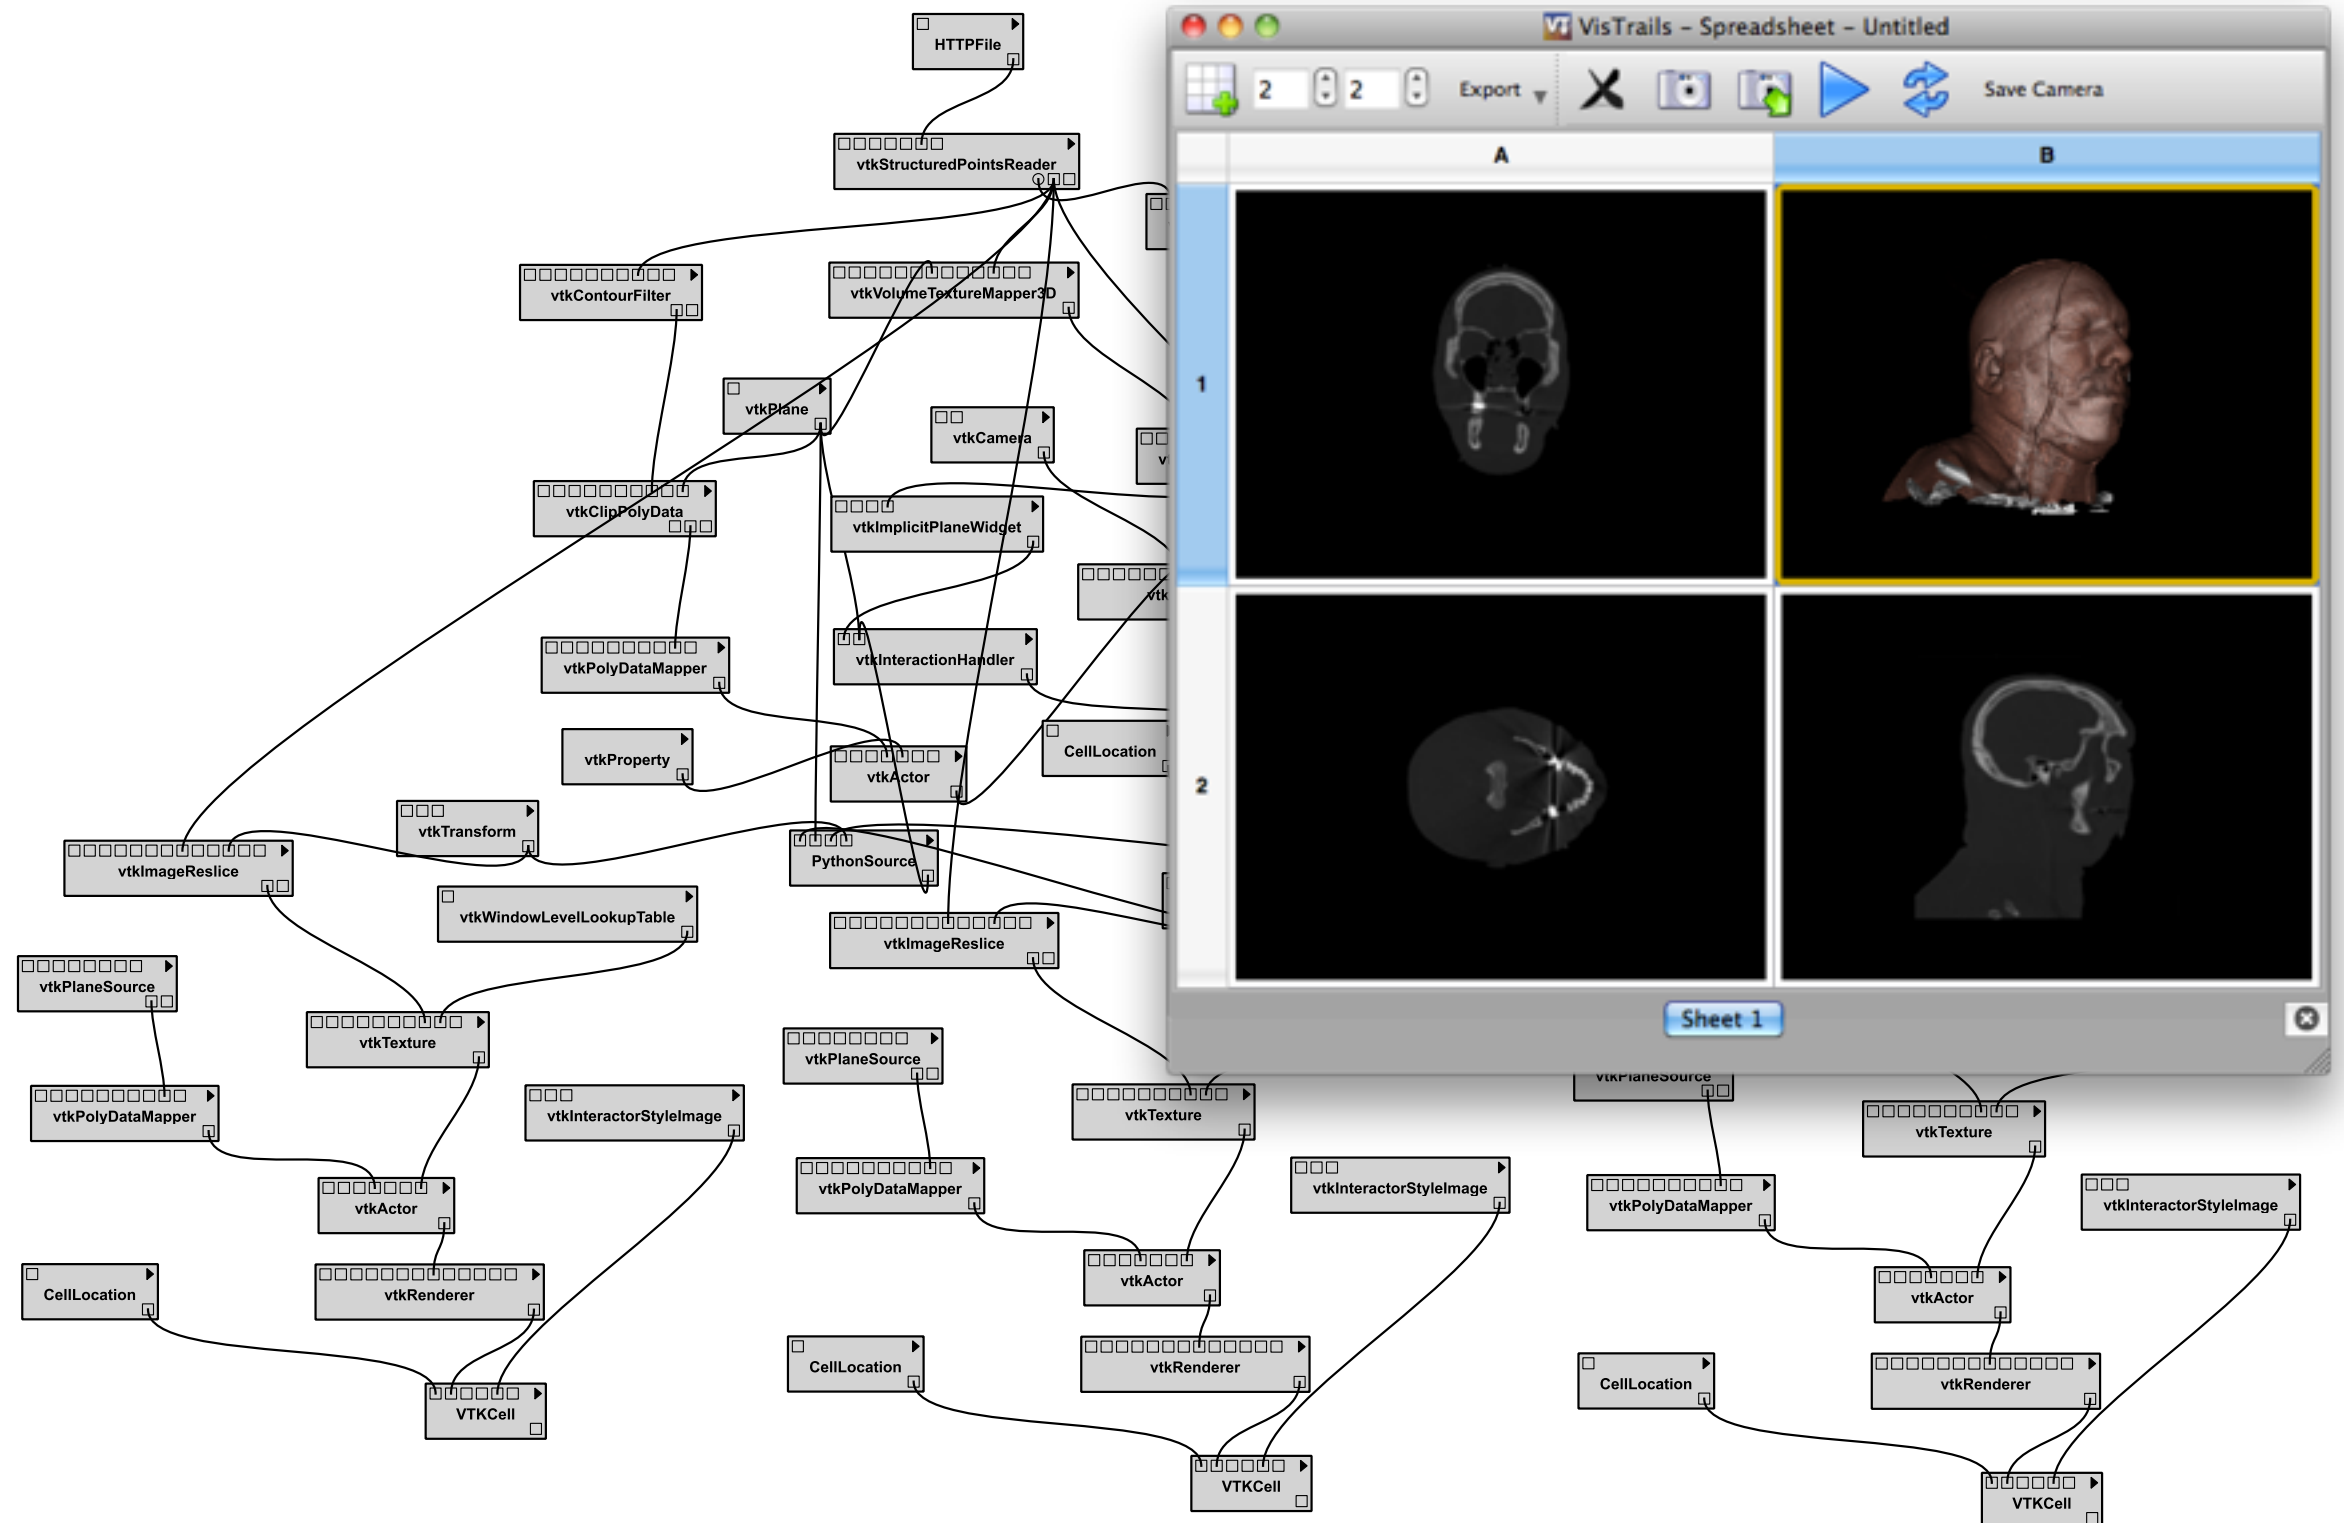 HTTPFile
VisTrails – Spreadsheet – Untitled
2 2 Export Save Camera
A B
vtkStructuredPointsReader
vtkContourFilter
vtkVolumeTextureMapper3D
1
vtkPlane
vtkCamera
vtkClipPolyData
vtkImplicitPlaneWidget
vtkPolyDataMapper
vtkInteractionHandler
CellLocation
vtkProperty
vtkActor
2
vtkTransform
PythonSource
vtkImageReslice
vtkWindowLevelLookupTable
vtkImageReslice
vtkPlaneSource
Sheet 1
vtkTexture
vtkPlaneSource
vtkPlaneSource
vtkPolyDataMapper
vtkInteractorStyleImage
vtkTexture
vtkTexture
vtkPolyDataMapper
vtkInteractorStyleImage
vtkPolyDataMapper
vtkInteractorStyleImage
vtkActor
vtkActor
vtkActor
CellLocation
vtkRenderer
CellLocation
vtkRenderer
CellLocation
vtkRenderer
VTKCell
VTKCell
VTKCell